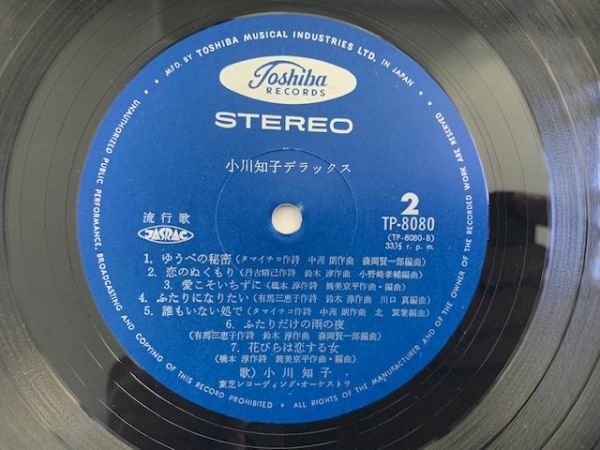 MFD. BY TOSHIBA MUSICAL INDUSTRIES LTD. IN JAPAN
Toshiba
RECORDS
STEREO
小川知子デラックス
流行歌
JASRAC
2
TP-8080
(TP-8080-B)
33⅓ r.p.m.
1. ゆうべの秘密(タマイチコ作詩 中洲 朗作曲 森岡賢一郎編曲)
2. 恋のぬくもり(丹古晴己作詩 鈴木 淳作曲 小野崎孝輔編曲)
3. 愛こそいちずに(橋本 淳作詩 筒美京平作曲・編曲)
4. ふたりになりたい(有馬三恵子作詩 鈴木 淳作曲 川口 真編曲)
5. 誰もいない処で(タマイチコ作詩 中洲 朗作曲 北 冥葉編曲)
6. ふたりだけの雨の夜
(有馬三恵子作詩 鈴木 淳作曲 森岡賢一郎編曲)
7. 花びらは恋する女
(橋本 淳作詩 筒美京平作曲・編曲)
歌) 小 川 知 子
東芝レコーディング・オーケストラ
ALL RIGHTS OF THE MANUFACTURER AND OF THE OWNER OF THE RECORDED WORK ARE RESERVED
UNAUTHORIZED PUBLIC PERFORMANCE BROADCASTING AND COPYING OF THIS RECORD PROHIBITED